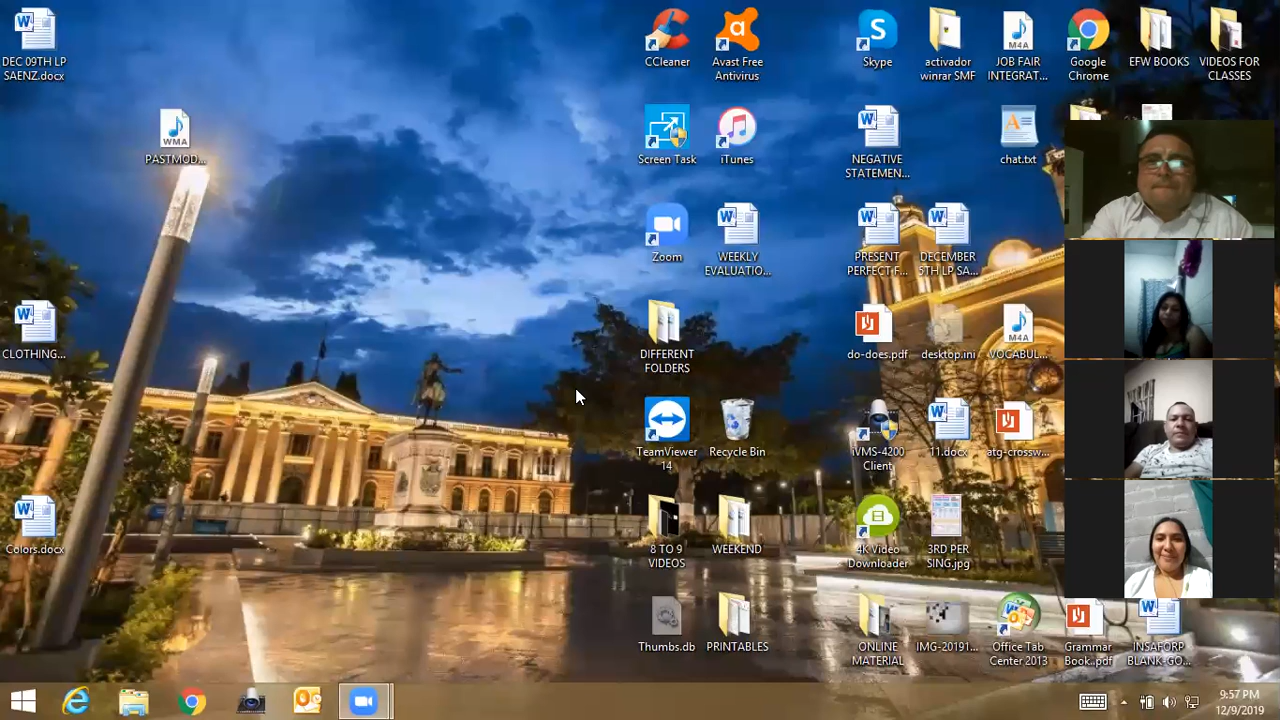 DEC 09TH LP
SAENZ.docx
CCleaner
Avast Free
Antivirus
Skype
activador
winrar SMF
M4A
JOB FAIR
INTEGRAT...
Google
Chrome
EFW BOOKS
VIDEOS FOR
CLASSES
WMA
PASTMOD...
Screen Task
iTunes
NEGATIVE
STATEMEN...
chat.txt
Zoom
WEEKLY
EVALUATIO...
PRESENT
PERFECT F...
DECEMBER
5TH LP SA...
CLOTHING...
DIFFERENT
FOLDERS
do-does.pdf
desktop.ini
M4A
VOCABUL...
TeamViewer
14
Recycle Bin
iVMS-4200
Client
11.docx
atg-crossw...
Colors.docx
8 TO 9
VIDEOS
WEEKEND
4K Video
Downloader
3RD PER
SING.jpg
Thumbs.db
PRINTABLES
ONLINE
MATERIAL
IMG-20191...
Office Tab
Center 2013
Grammar
Book...pdf
INSAFORP
BLANK-GO...
9:57 PM
12/9/2019